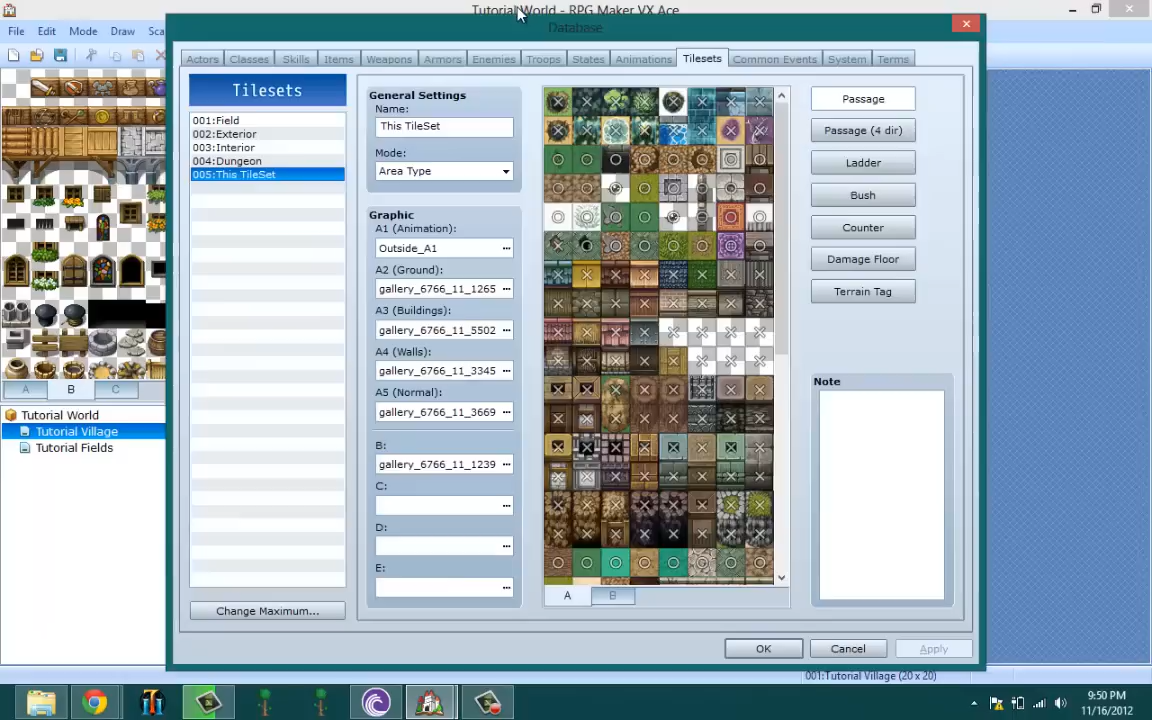 Tutorial World - RPG Maker VX Ace
File Edit Mode Draw Sca
Database
Actors Classes Skills Items Weapons Armors Enemies Troops States Animations Tilesets Common Events System Terms
Tilesets
001:Field
002:Exterior
003:Interior
004:Dungeon
005:This TileSet
Change Maximum...
General Settings
Name:
This TileSet
Mode:
Area Type
Graphic
A1 (Animation):
Outside_A1
A2 (Ground):
gallery_6766_11_1265
A3 (Buildings):
gallery_6766_11_5502
A4 (Walls):
gallery_6766_11_3345
A5 (Normal):
gallery_6766_11_3669
B:
gallery_6766_11_1239
C:
D:
E:
A B
Passage
Passage (4 dir)
Ladder
Bush
Counter
Damage Floor
Terrain Tag
Note
OK Cancel Apply
A B C
Tutorial World
Tutorial Village
Tutorial Fields
001:Tutorial Village (20 x 20)
9:50 PM
11/16/2012